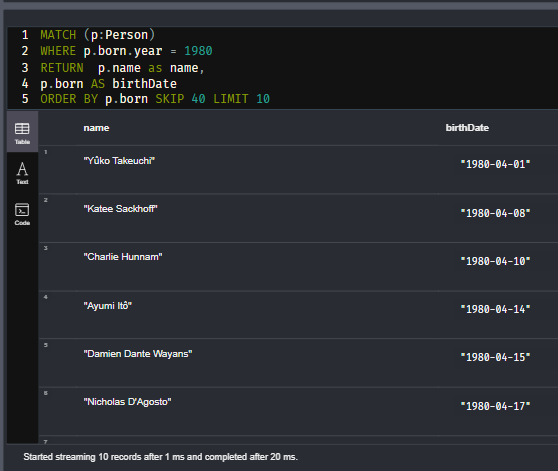 1 MATCH (p:Person)
2 WHERE p.born.year = 1980
3 RETURN  p.name as name,
4 p.born AS birthDate
5 ORDER BY p.born SKIP 40 LIMIT 10
Table
Text
Code
name birthDate
1 "Yûko Takeuchi" "1980-04-01"
2 "Katee Sackhoff" "1980-04-08"
3 "Charlie Hunnam" "1980-04-10"
4 "Ayumi Itô" "1980-04-14"
5 "Damien Dante Wayans" "1980-04-15"
6 "Nicholas D'Agosto" "1980-04-17"
7
Started streaming 10 records after 1 ms and completed after 20 ms.